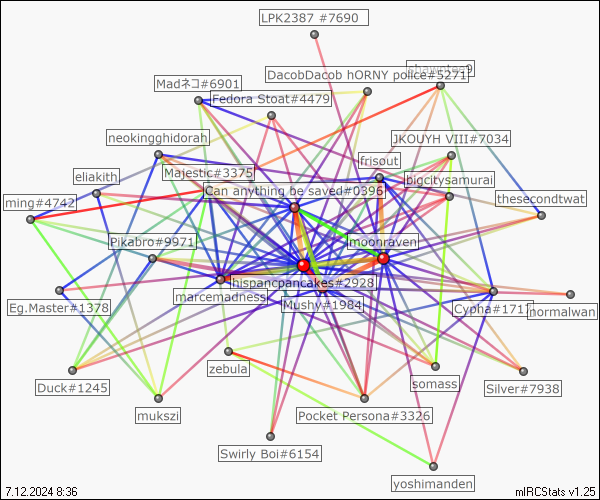 LPK2387 #7690
shawntee9
DacobDacob hORNY police#5271
Madネコ#6901
Fedora Stoat#4479
neokingghidorah
JKOUYH VIII#7034
frisout
Majestic#3375
eliakith
bigcitysamurai
Can anything be saved#0396
thesecondtwat
ming#4742
Pikabro#9971
moonraven
hispancpancakes#2928
marcemadness
Mushy#1984
Eg.Master#1378
Cypha#1717
normalwan
zebula
Duck#1245
somass
Silver#7938
mukszi
Pocket Persona#3326
Swirly Boi#6154
yoshimanden
7.12.2024 8:36
mIRCStats v1.25